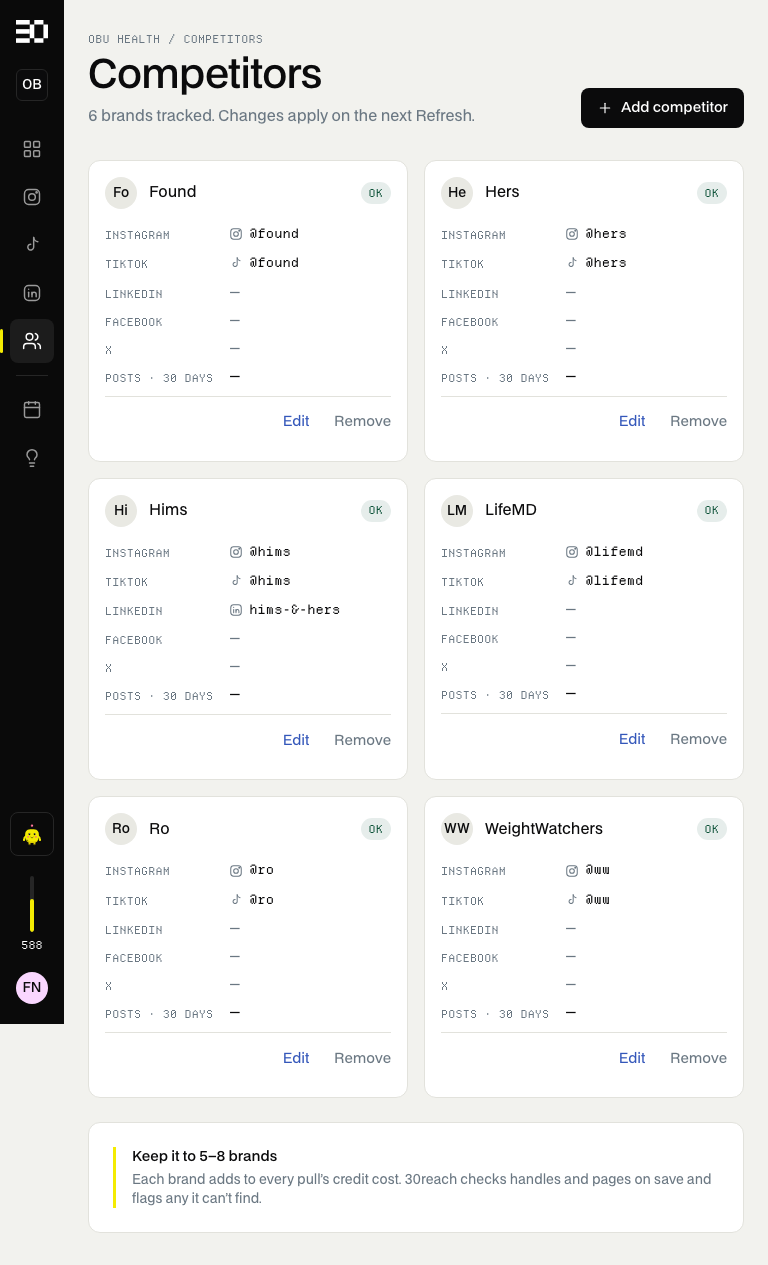 30
OB
588
FN
OBU HEALTH / COMPETITORS
Competitors
6 brands tracked. Changes apply on the next Refresh.
+ Add competitor
Fo Found OK
INSTAGRAM @found
TIKTOK @found
LINKEDIN —
FACEBOOK —
X —
POSTS · 30 DAYS —
Edit Remove
He Hers OK
INSTAGRAM @hers
TIKTOK @hers
LINKEDIN —
FACEBOOK —
X —
POSTS · 30 DAYS —
Edit Remove
Hi Hims OK
INSTAGRAM @hims
TIKTOK @hims
LINKEDIN hims-&-hers
FACEBOOK —
X —
POSTS · 30 DAYS —
Edit Remove
LM LifeMD OK
INSTAGRAM @lifemd
TIKTOK @lifemd
LINKEDIN —
FACEBOOK —
X —
POSTS · 30 DAYS —
Edit Remove
Ro Ro OK
INSTAGRAM @ro
TIKTOK @ro
LINKEDIN —
FACEBOOK —
X —
POSTS · 30 DAYS —
Edit Remove
WW WeightWatchers OK
INSTAGRAM @ww
TIKTOK @ww
LINKEDIN —
FACEBOOK —
X —
POSTS · 30 DAYS —
Edit Remove
Keep it to 5–8 brands
Each brand adds to every pull's credit cost. 30reach checks handles and pages on save and
flags any it can't find.